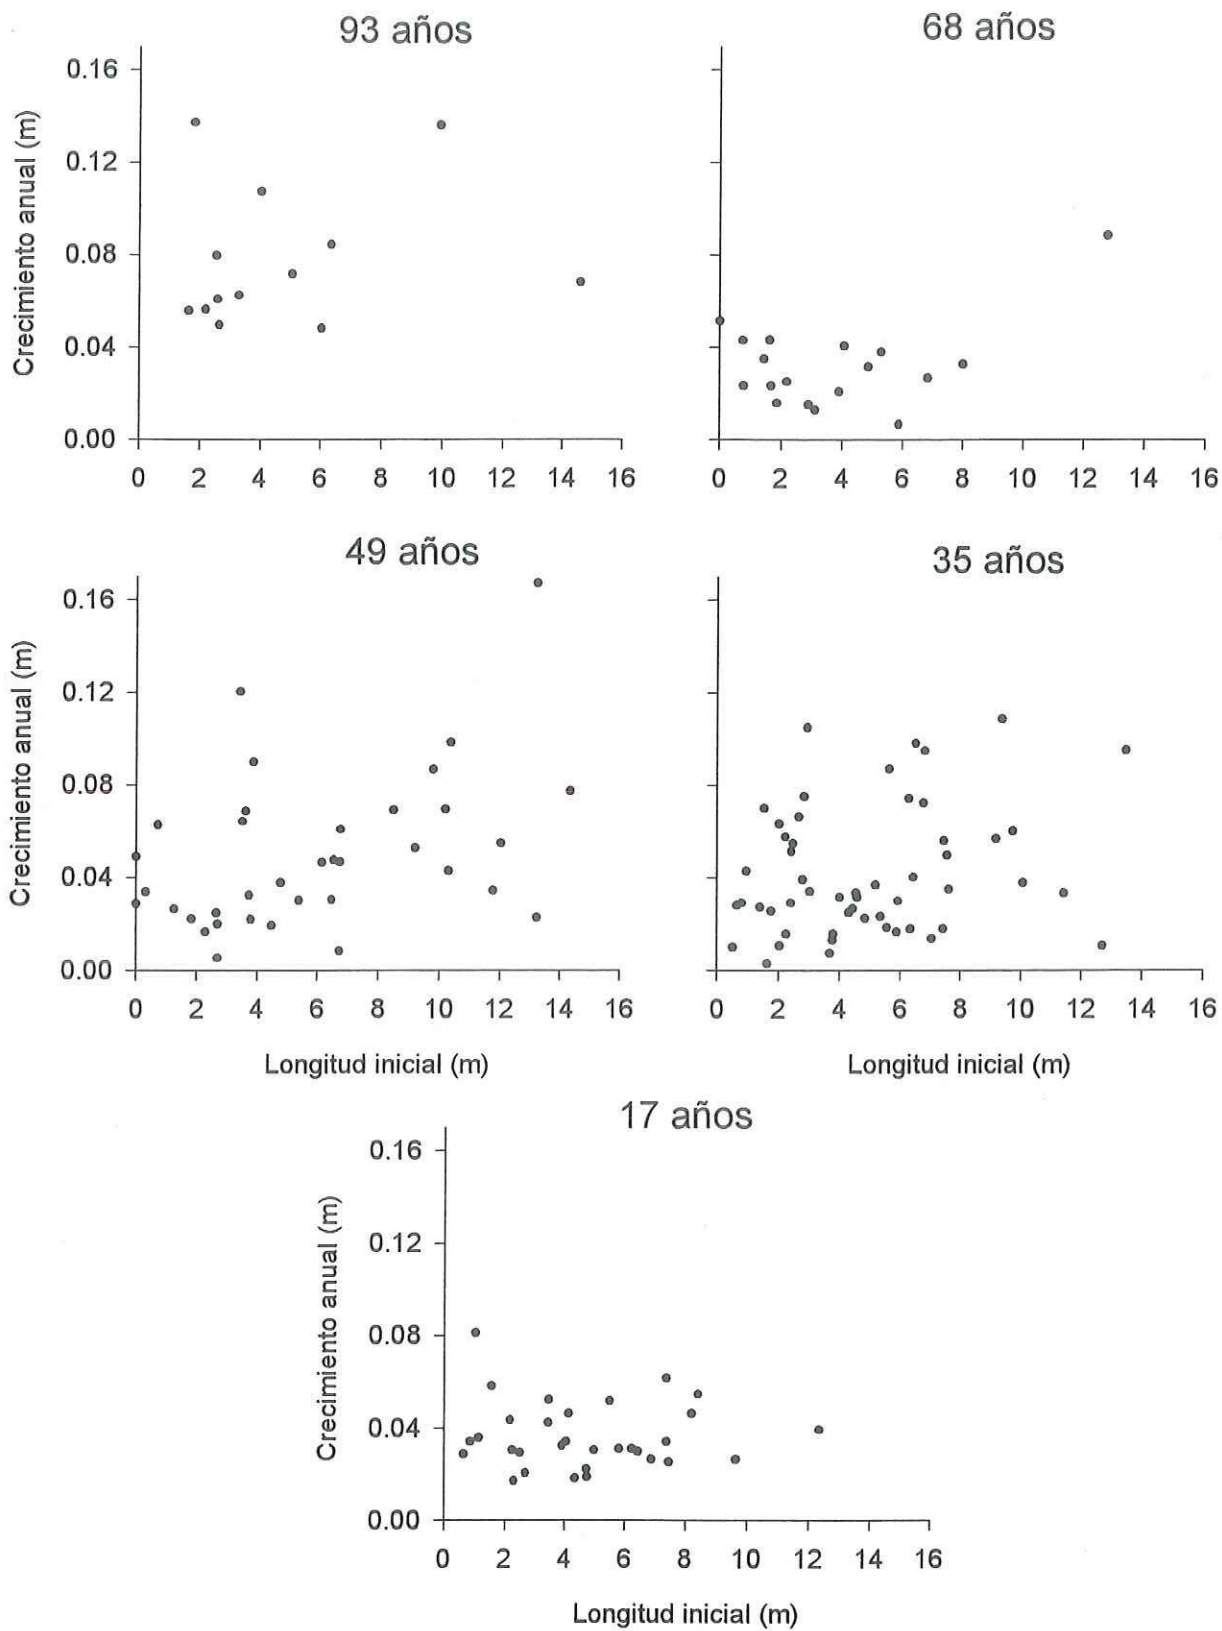 93 años
68 años
Crecimiento anual (m)
0.16
0.12
0.08
0.04
0.00
0 2 4 6 8 10 12 14 16
0 2 4 6 8 10 12 14 16
49 años
35 años
Crecimiento anual (m)
0.16
0.12
0.08
0.04
0.00
0 2 4 6 8 10 12 14 16
0 2 4 6 8 10 12 14 16
Longitud inicial (m)
Longitud inicial (m)
17 años
Crecimiento anual (m)
0.16
0.12
0.08
0.04
0.00
0 2 4 6 8 10 12 14 16
Longitud inicial (m)